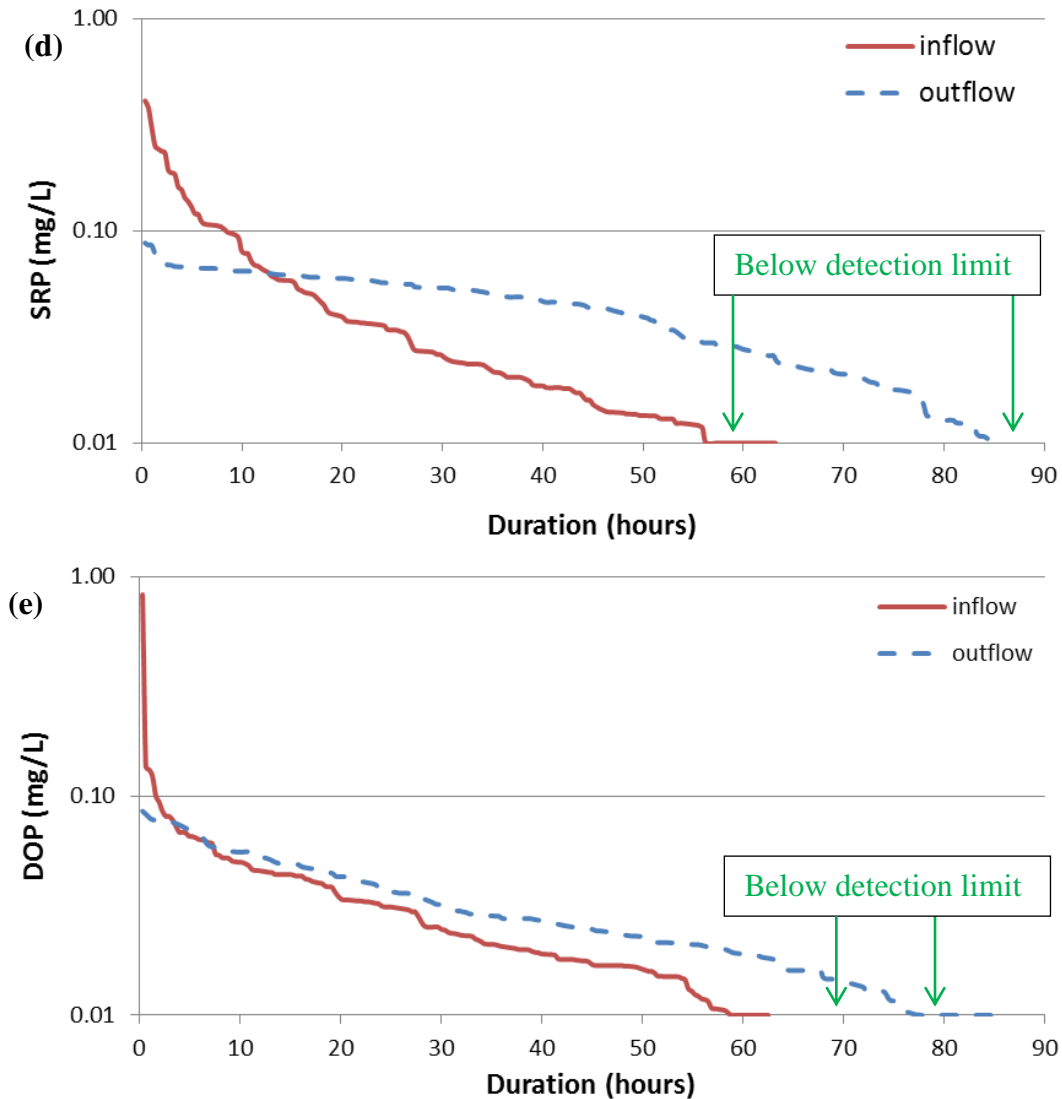 (d)
1.00
0.10
0.01
SRP (mg/L)
inflow
outflow
Below detection limit
0 10 20 30 40 50 60 70 80 90
Duration (hours)
(e)
1.00
0.10
0.01
DOP (mg/L)
inflow
outflow
Below detection limit
0 10 20 30 40 50 60 70 80 90
Duration (hours)